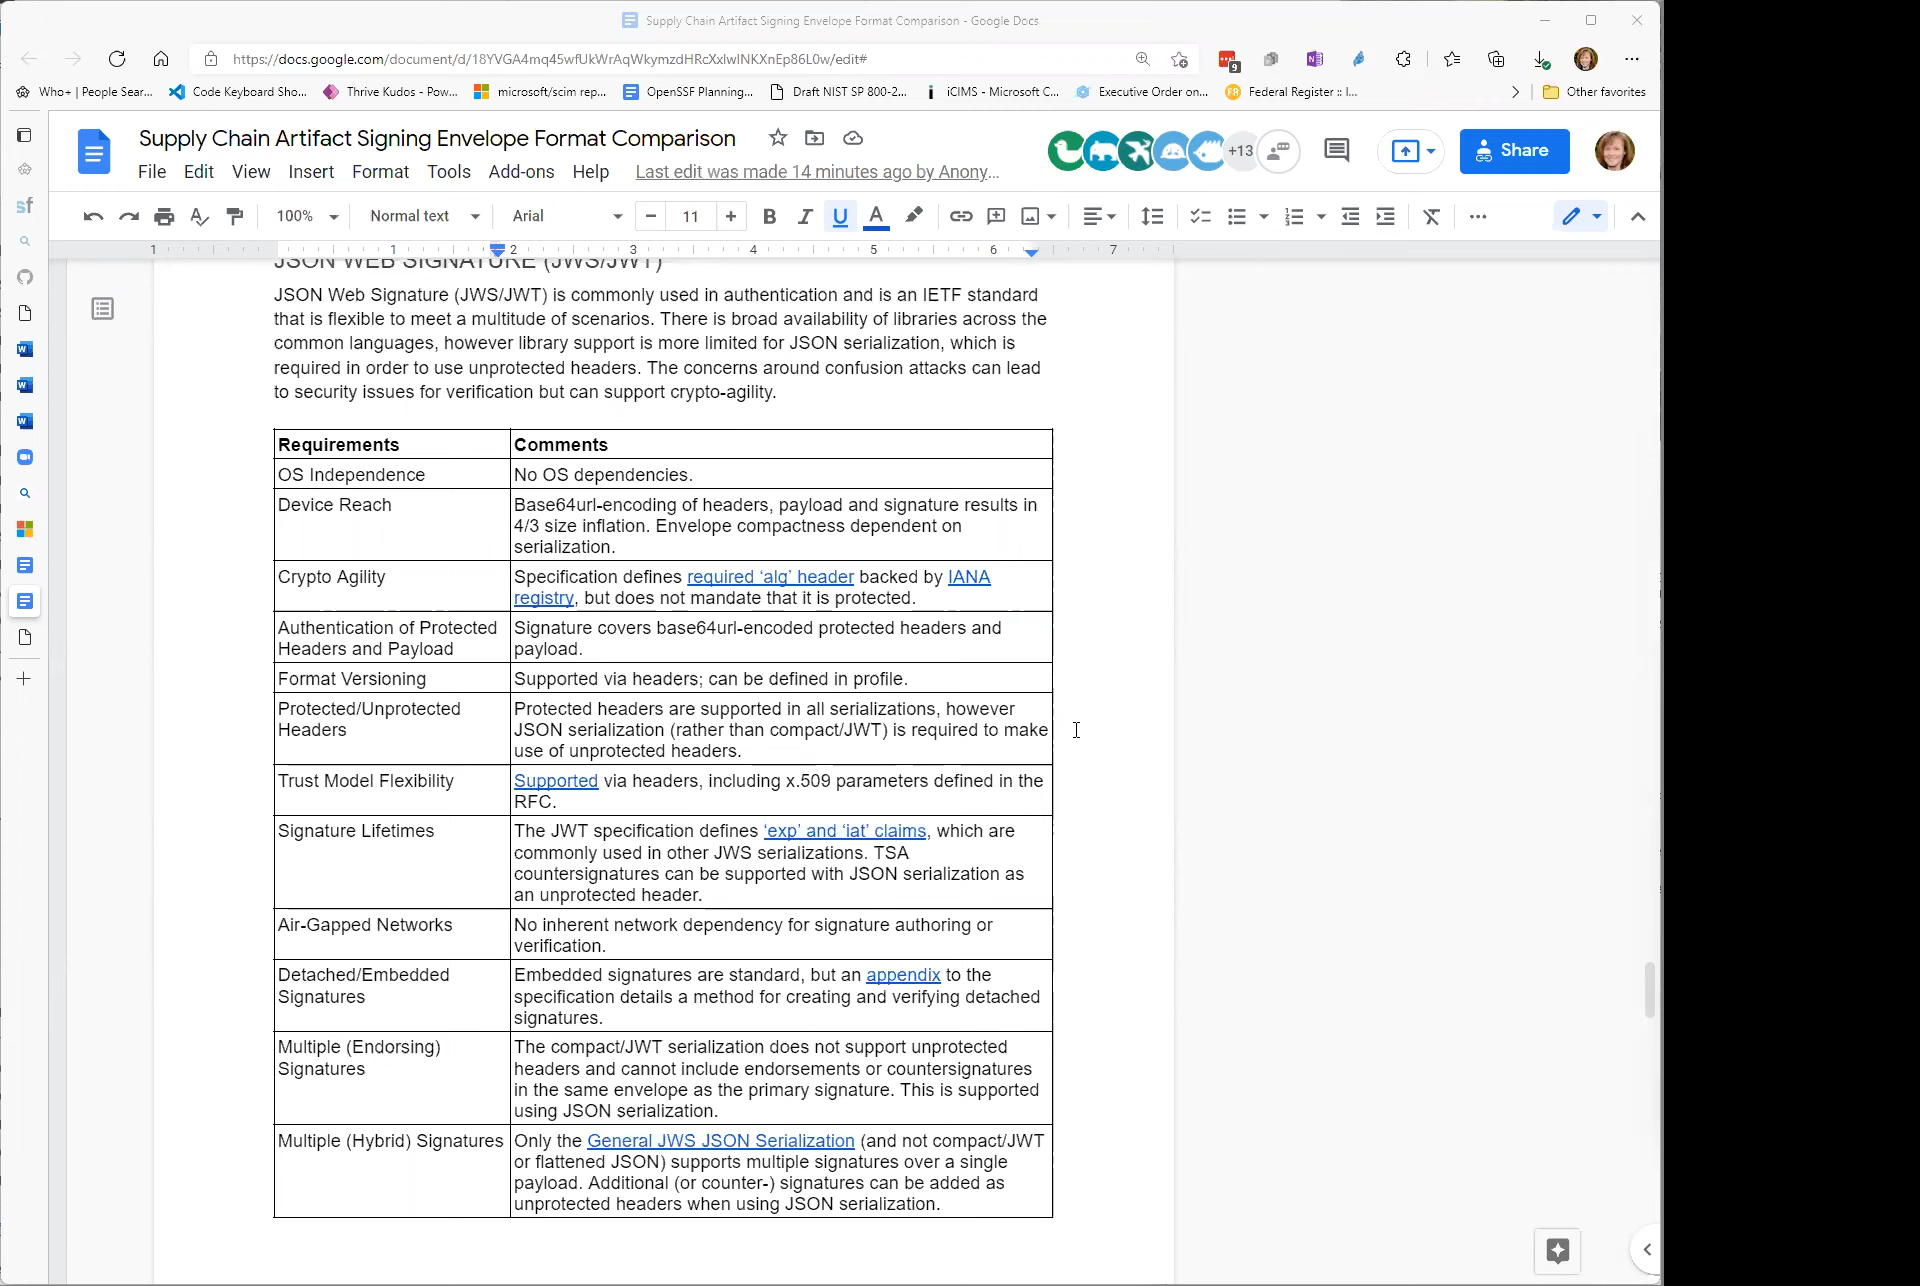 Supply Chain Artifact Signing Envelope Format Comparison - Google Docs
https://docs.google.com/document/d/18YVGA4mq45wfUkWrAqWkymzdHRcXxlwINKXnEp86L0w/edit#
9
Who+ | People Sear...
Code Keyboard Sho...
Thrive Kudos - Pow...
microsoft/scim rep...
OpenSSF Planning...
Draft NIST SP 800-2...
iCIMS - Microsoft C...
Executive Order on...
Federal Register :: I...
Other favorites
Supply Chain Artifact Signing Envelope Format Comparison
+13
Share
File Edit View Insert Format Tools Add-ons Help Last edit was made 14 minutes ago by Anony...
100% Normal text Arial 11 B I U A
1 1 2 3 4 5 6 7
sf
JSON WEB SIGNATURE (JWS/JWT)
JSON Web Signature (JWS/JWT) is commonly used in authentication and is an IETF standard
that is flexible to meet a multitude of scenarios. There is broad availability of libraries across the
common languages, however library support is more limited for JSON serialization, which is
required in order to use unprotected headers. The concerns around confusion attacks can lead
to security issues for verification but can support crypto-agility.
Requirements Comments
OS Independence No OS dependencies.
Device Reach Base64url-encoding of headers, payload and signature results in
4/3 size inflation. Envelope compactness dependent on
serialization.
Crypto Agility Specification defines required ‘alg’ header backed by IANA
registry, but does not mandate that it is protected.
Authentication of Protected Signature covers base64url-encoded protected headers and
Headers and Payload payload.
Format Versioning Supported via headers; can be defined in profile.
Protected/Unprotected Protected headers are supported in all serializations, however
Headers JSON serialization (rather than compact/JWT) is required to make
use of unprotected headers.
Trust Model Flexibility Supported via headers, including x.509 parameters defined in the
RFC.
Signature Lifetimes The JWT specification defines ‘exp’ and ‘iat’ claims, which are
commonly used in other JWS serializations. TSA
countersignatures can be supported with JSON serialization as
an unprotected header.
Air-Gapped Networks No inherent network dependency for signature authoring or
verification.
Detached/Embedded Embedded signatures are standard, but an appendix to the
Signatures specification details a method for creating and verifying detached
signatures.
Multiple (Endorsing) The compact/JWT serialization does not support unprotected
Signatures headers and cannot include endorsements or countersignatures
in the same envelope as the primary signature. This is supported
using JSON serialization.
Multiple (Hybrid) Signatures Only the General JWS JSON Serialization (and not compact/JWT
or flattened JSON) supports multiple signatures over a single
payload. Additional (or counter-) signatures can be added as
unprotected headers when using JSON serialization.